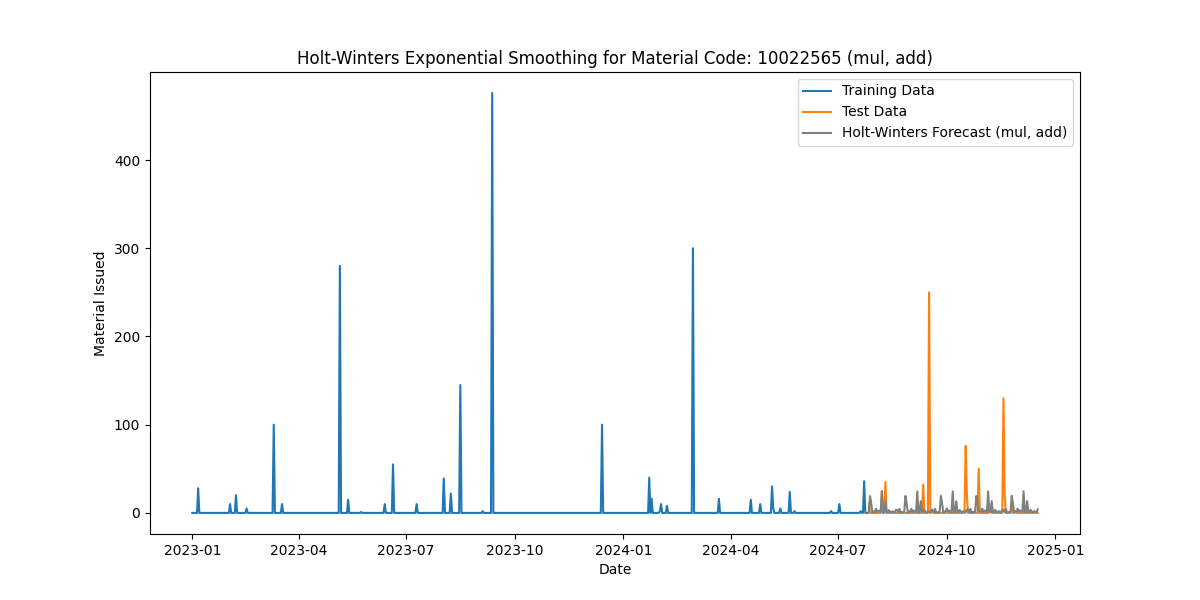 Holt-Winters Exponential Smoothing for Material Code: 10022565 (mul, add)
Training Data
Test Data
Holt-Winters Forecast (mul, add)
Material Issued
400
300
200
100
0
2023-01
2023-04
2023-07
2023-10
2024-01
2024-04
2024-07
2024-10
2025-01
Date